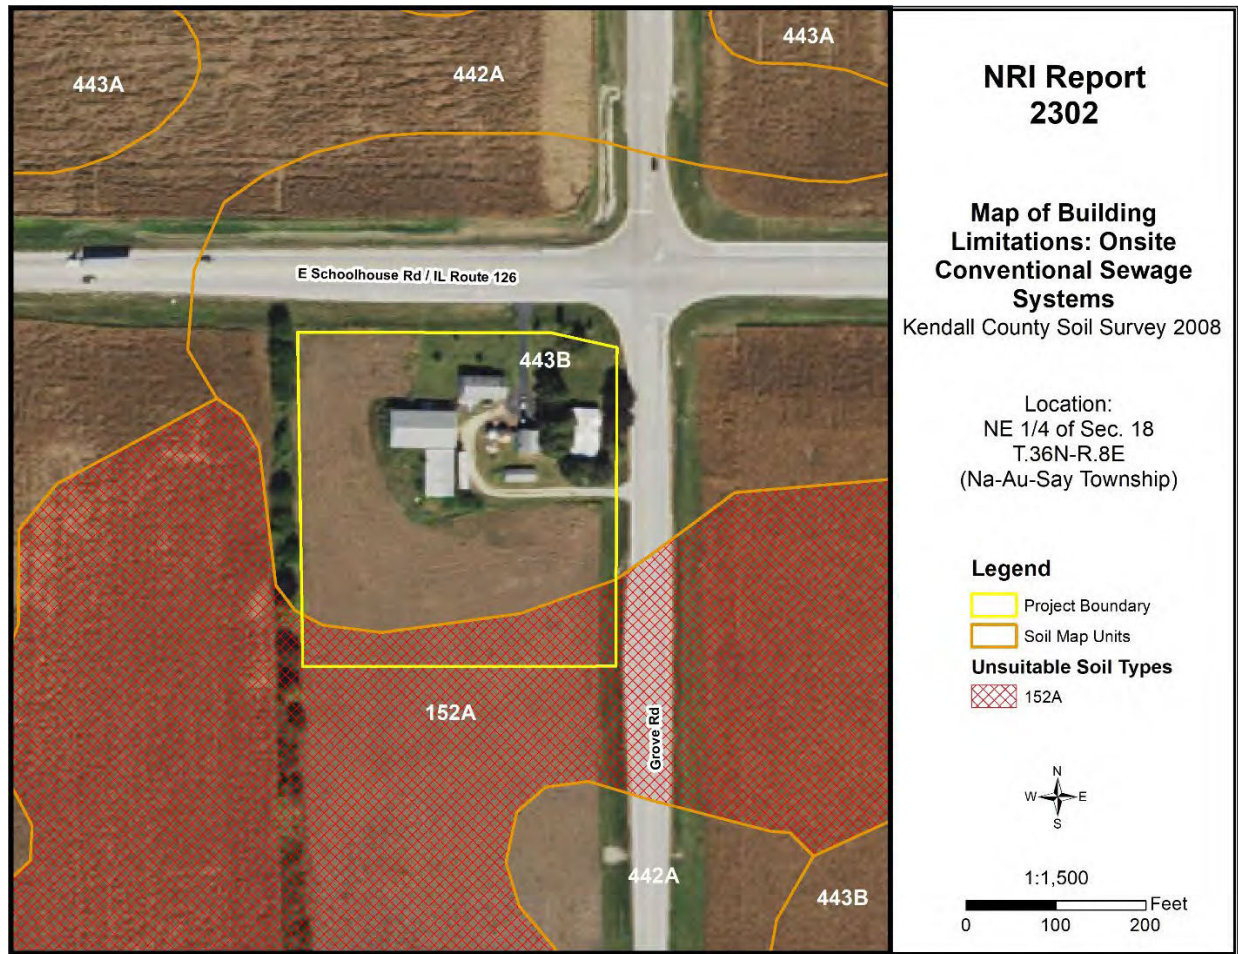 443A
442A
443A
E Schoolhouse Rd / IL Route 126
443B
152A
Grove Rd
442A
443B
NRI Report
2302
Map of Building
Limitations: Onsite
Conventional Sewage
Systems
Kendall County Soil Survey 2008
Location:
NE 1/4 of Sec. 18
T.36N-R.8E
(Na-Au-Say Township)
Legend
Project Boundary
Soil Map Units
Unsuitable Soil Types
152A
N
W E
S
1:1,500
Feet
0 100 200